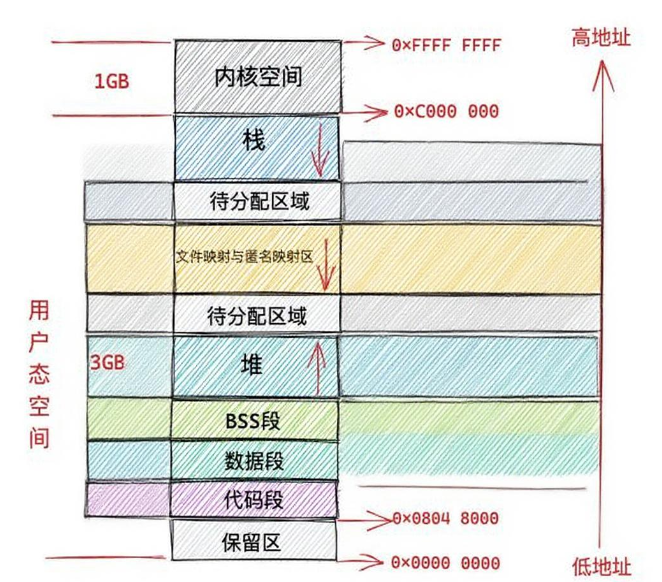 高地址
0×FFFF FFFF
内核空间
1GB
0×C000 000
栈
待分配区域
文件映射与匿名映射区
待分配区域
用户态空间
3GB
堆
BSS段
数据段
代码段
0×0804 8000
保留区
0×0000 0000
低地址